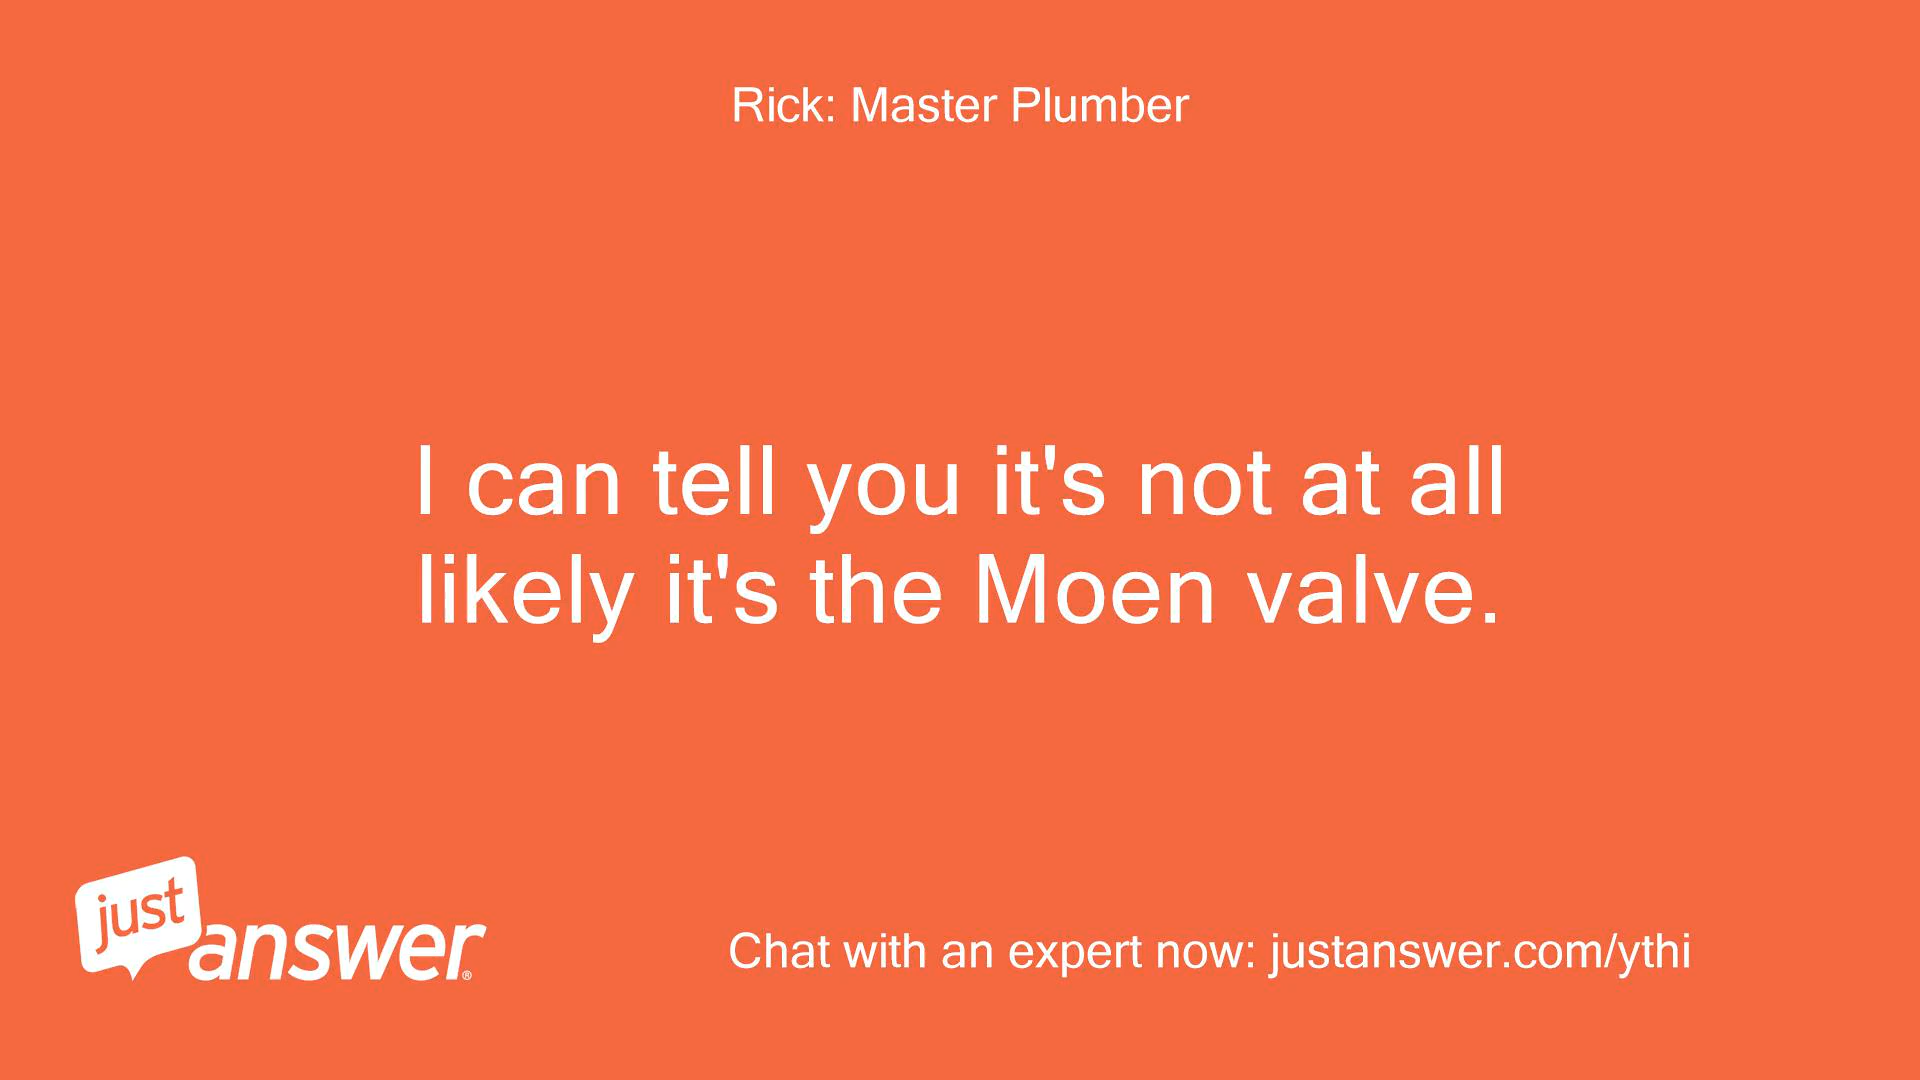 Rick: Master Plumber
I can tell you it's not at all
likely it's the Moen valve.
just
answer®
Chat with an expert now: justanswer.com/ythi